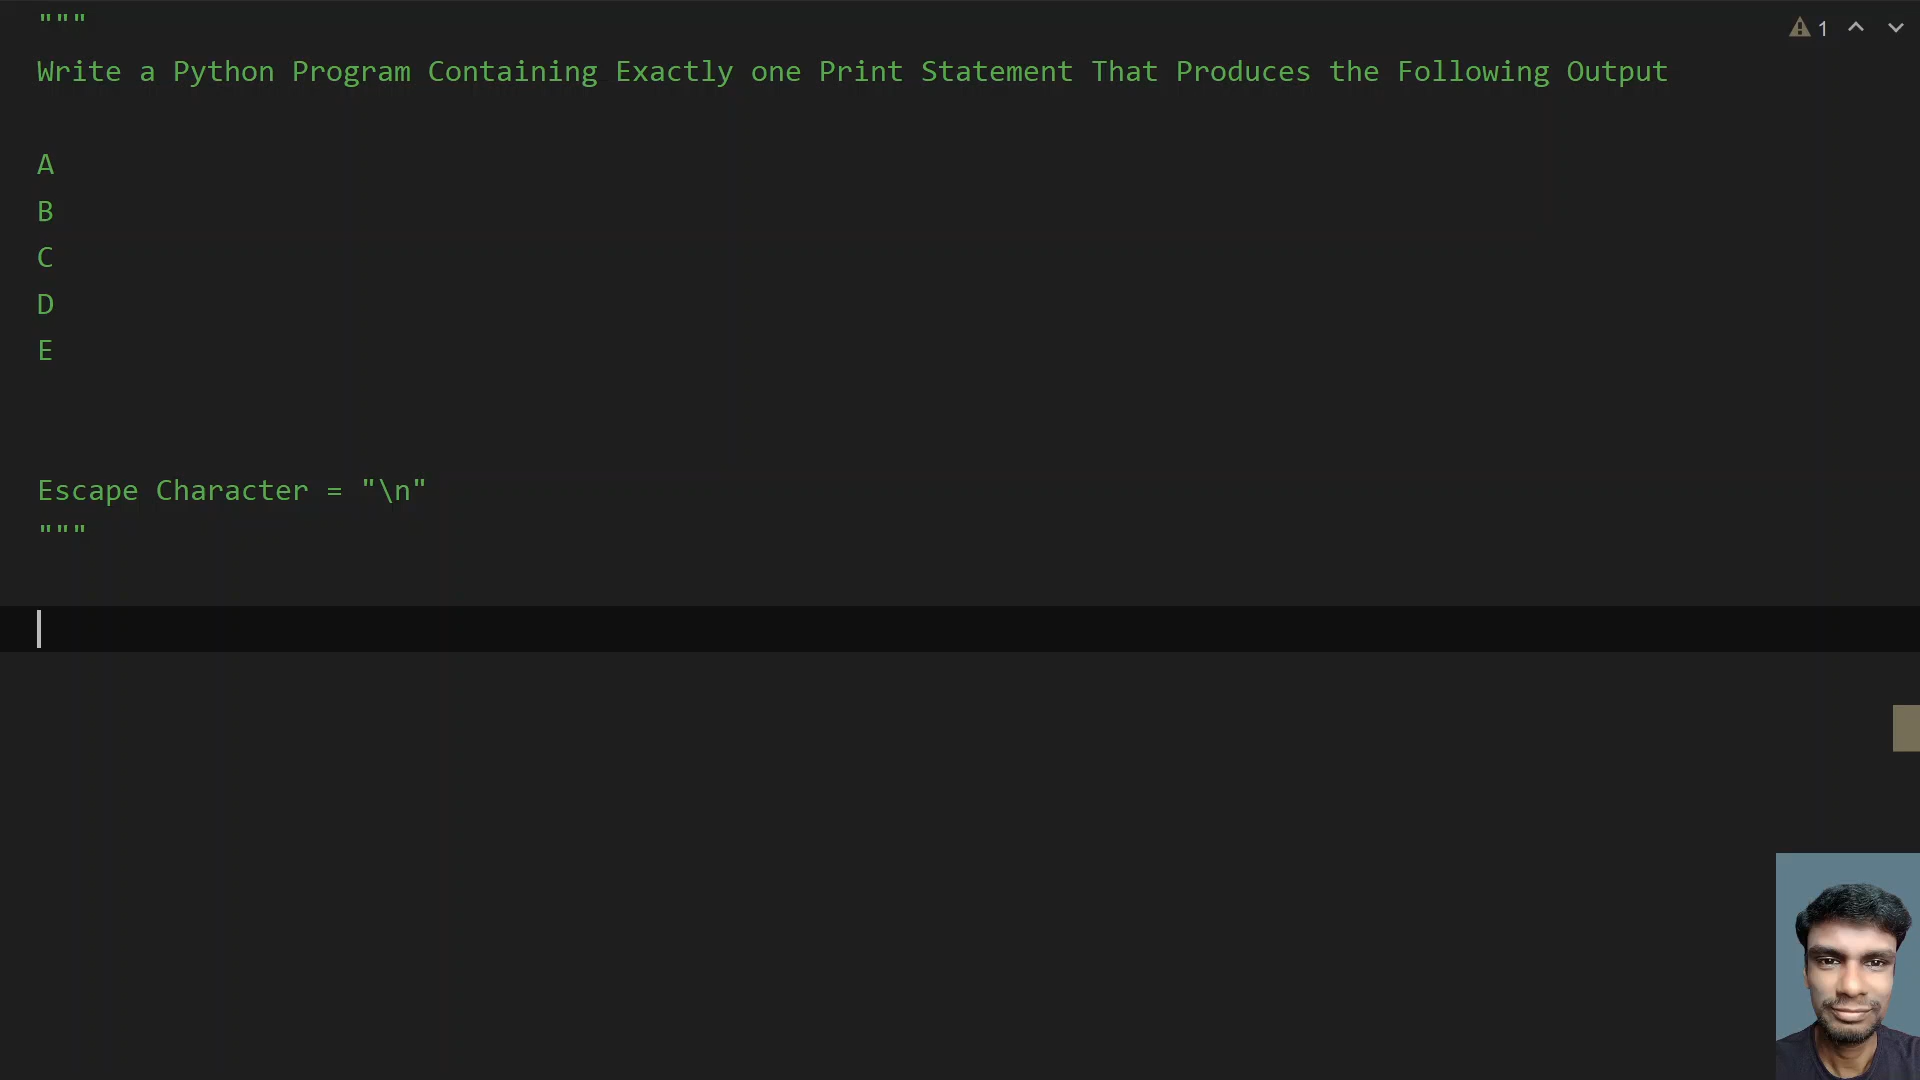 """
1
Write a Python Program Containing Exactly one Print Statement That Produces the Following Output
A
B
C
D
E
Escape Character = "\n"
"""